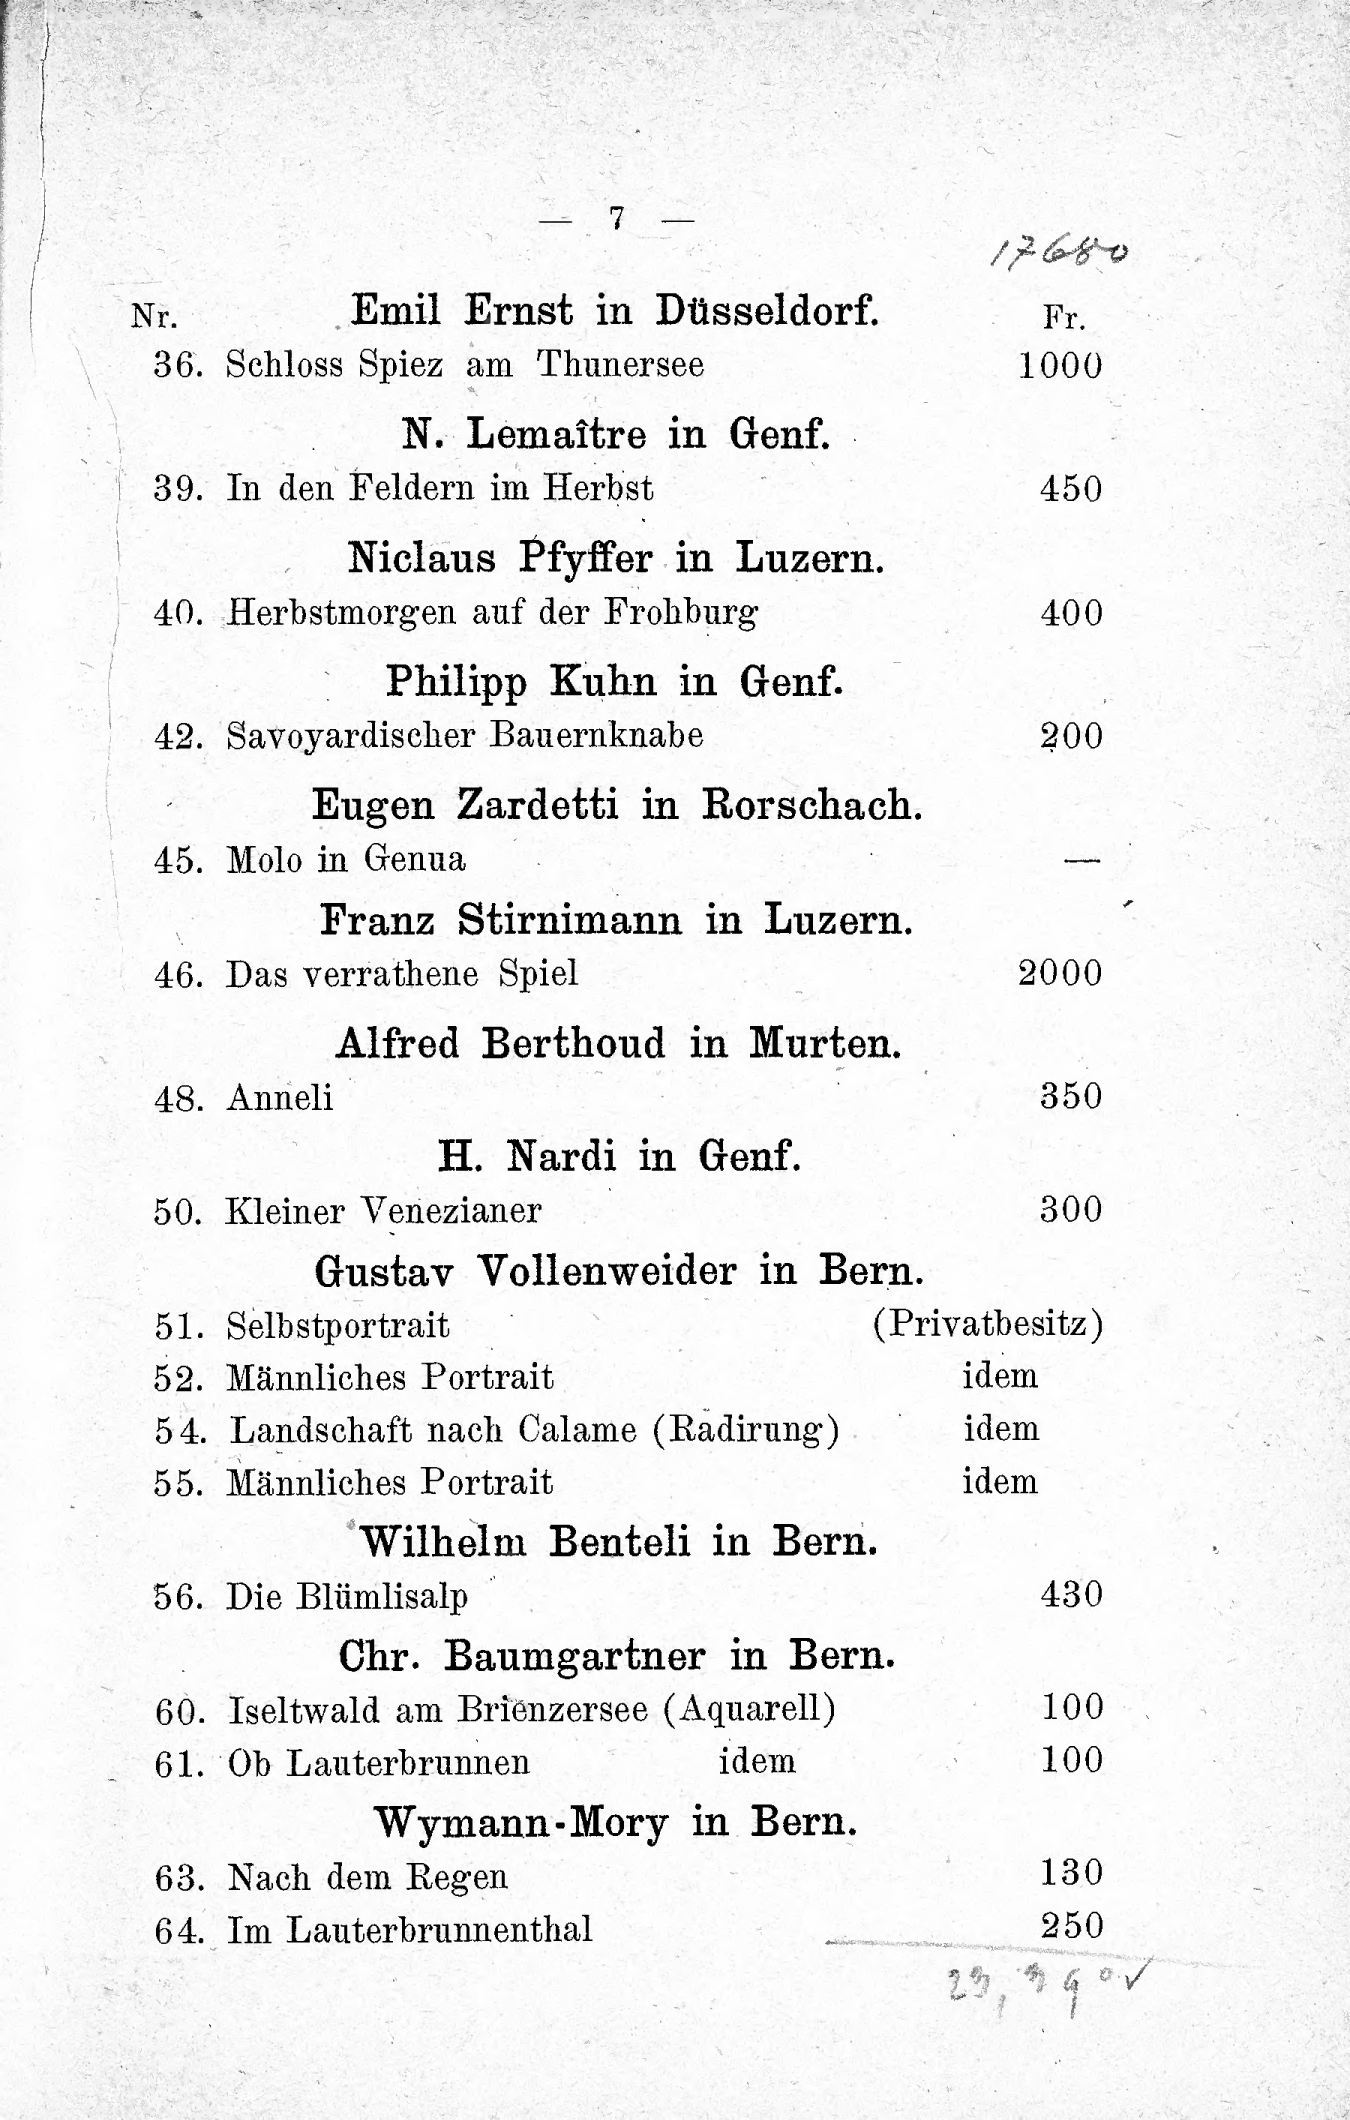 — 7 —
17680
Nr. Emil Ernst in Düsseldorf. Fr.
36. Schloss Spiez am Thunersee 1000
N. Lemaître in Genf.
39. In den Feldern im Herbst 450
Niclaus Pfyffer in Luzern.
40. Herbstmorgen auf der Frohburg 400
Philipp Kuhn in Genf.
42. Savoyardischer Bauernknabe 200
Eugen Zardetti in Rorschach.
45. Molo in Genua —
Franz Stirnimann in Luzern.
46. Das verrathene Spiel 2000
Alfred Berthoud in Murten.
48. Anneli 350
H. Nardi in Genf.
50. Kleiner Venezianer 300
Gustav Vollenweider in Bern.
51. Selbstportrait (Privatbesitz)
52. Männliches Portrait idem
54. Landschaft nach Calame (Radirung) idem
55. Männliches Portrait idem
Wilhelm Benteli in Bern.
56. Die Blümlisalp 430
Chr. Baumgartner in Bern.
60. Iseltwald am Brienzersee (Aquarell) 100
61. Ob Lauterbrunnen idem 100
Wymann-Mory in Bern.
63. Nach dem Regen 130
64. Im Lauterbrunnenthal 250
23,390 ✓